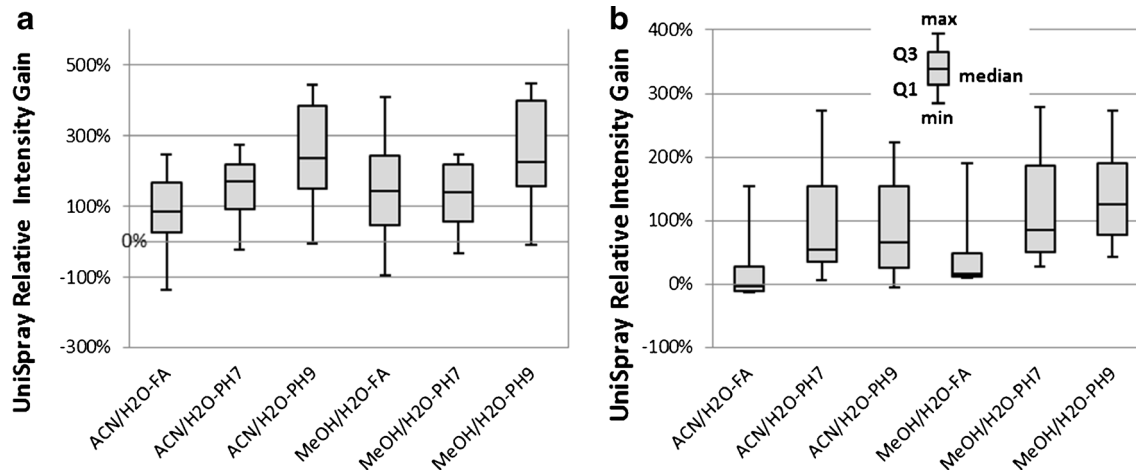 a
UniSpray Relative Intensity Gain
500%
300%
100%
0%
-100%
-300%
ACN/H2O-FA
ACN/H2O-PH7
ACN/H2O-PH9
MeOH/H2O-FA
MeOH/H2O-PH7
MeOH/H2O-PH9
b
UniSpray Relative Intensity Gain
400%
300%
200%
100%
0%
-100%
max
Q3
median
Q1
min
ACN/H2O-FA
ACN/H2O-PH7
ACN/H2O-PH9
MeOH/H2O-FA
MeOH/H2O-PH7
MeOH/H2O-PH9